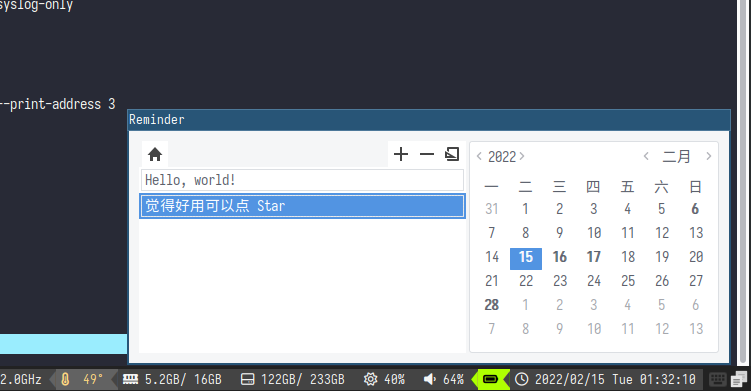 syslog-only
--print-address 3
Reminder
Hello, world!
觉得好用可以点 Star
2022 二月
一 二 三 四 五 六 日
31 1 2 3 4 5 6
7 8 9 10 11 12 13
14 15 16 17 18 19 20
21 22 23 24 25 26 27
28 1 2 3 4 5 6
7 8 9 10 11 12 13
2.0GHz 49° 5.2GB/ 16GB 122GB/ 233GB 40% 64% 2022/02/15 Tue 01:32:10